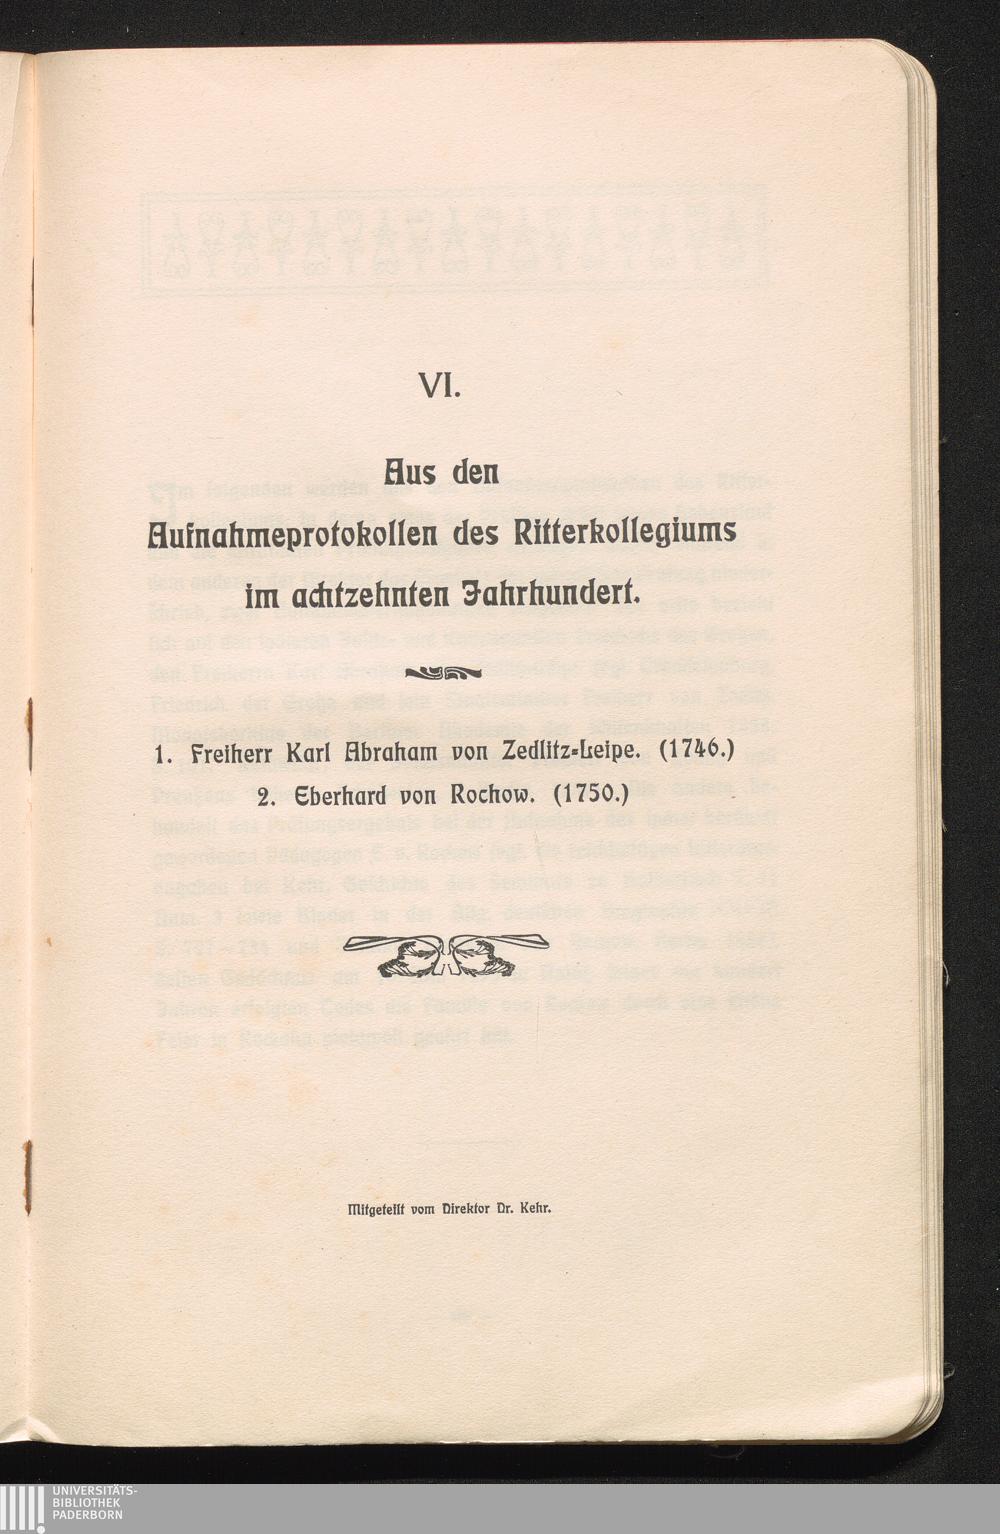 VI.
Aus den
Aufnahmeprotokollen des Ritterkollegiums
im achtzehnten Jahrhundert.
1. Freiherr Karl Abraham von Zedlitz-Leipe. (1746.)
2. Eberhard von Rochow. (1750.)
Mitgeteilt vom Direktor Dr. Kehr.
UNIVERSITÄTS-
BIBLIOTHEK
PADERBORN